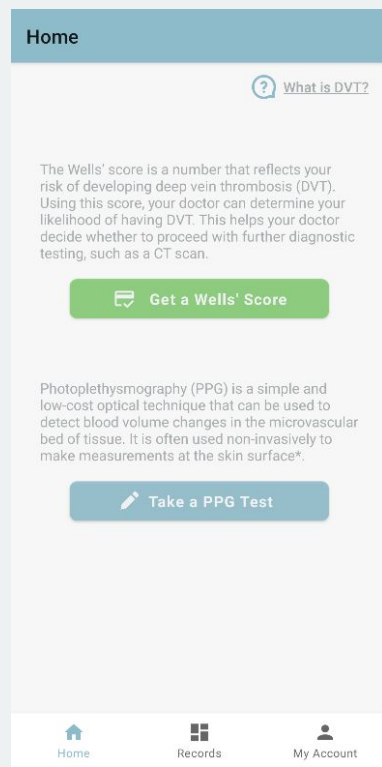 Home
What is DVT?
The Wells' score is a number that reflects your
risk of developing deep vein thrombosis (DVT).
Using this score, your doctor can determine your
likelihood of having DVT. This helps your doctor
decide whether to proceed with further diagnostic
testing, such as a CT scan.
Get a Wells' Score
Photoplethysmography (PPG) is a simple and
low-cost optical technique that can be used to
detect blood volume changes in the microvascular
bed of tissue. It is often used non-invasively to
make measurements at the skin surface*.
Take a PPG Test
Home
Records
My Account